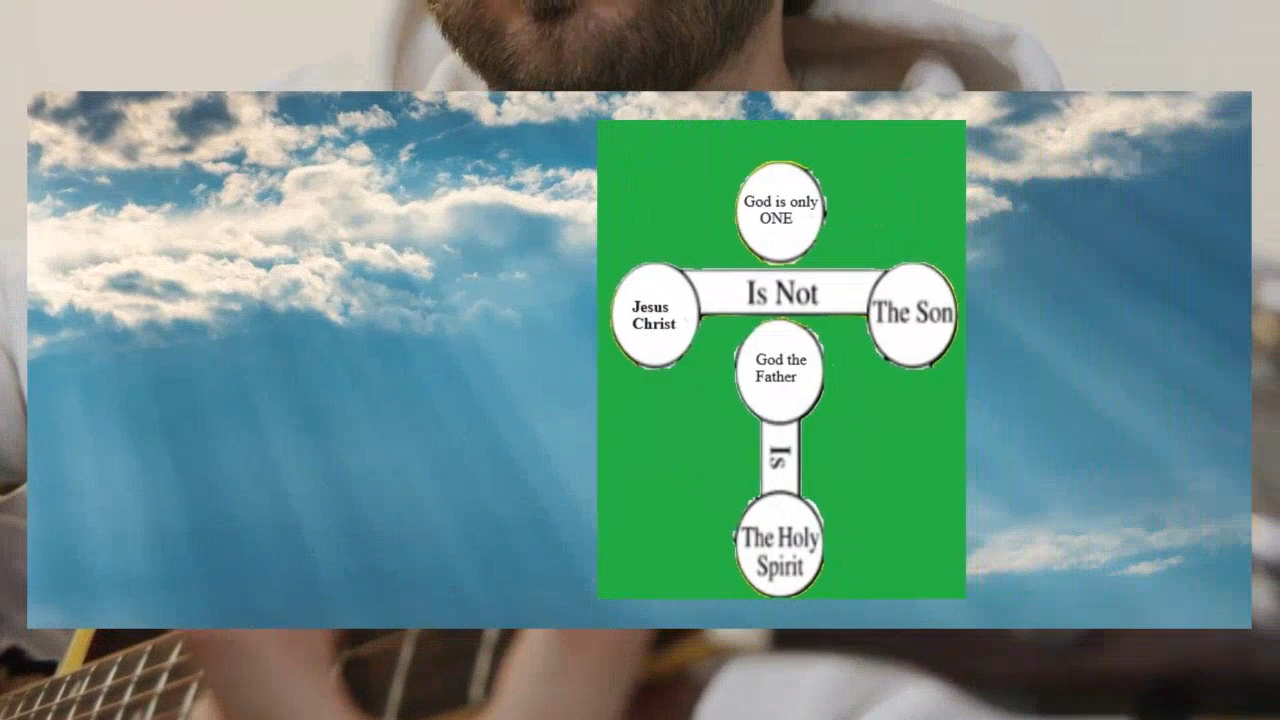 God is only
ONE
Is Not
Jesus
Christ
The Son
God the
Father
Is
The Holy
Spirit